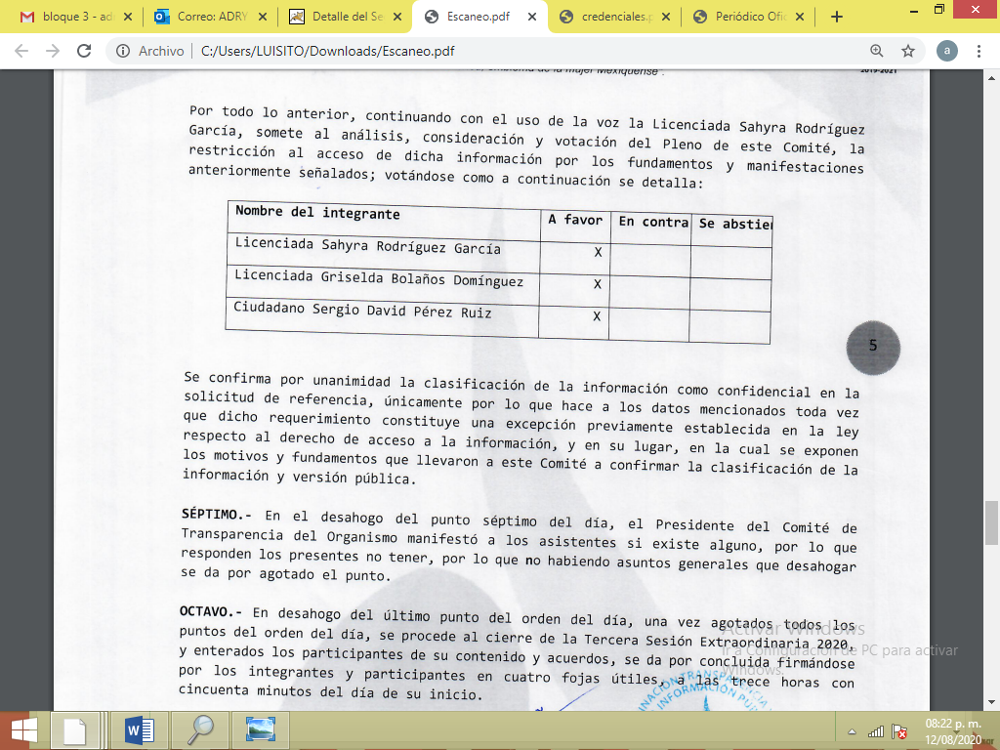 bloque 3 - ad
Correo: ADRY
Detalle del Se
Escaneo.pdf
credenciales.p
Periódico Ofic
Archivo
C:/Users/LUISITO/Downloads/Escaneo.pdf
a
emblema de la mujer Mexiquense".
2019-2021
Por todo lo anterior, continuando con el uso de la voz la Licenciada Sahyra Rodríguez
García, somete al análisis, consideración y votación del Pleno de este Comité, la
restricción al acceso de dicha información por los fundamentos y manifestaciones
anteriormente señalados; votándose como a continuación se detalla:
Nombre del integrante A favor En contra Se abstien
Licenciada Sahyra Rodríguez García X
Licenciada Griselda Bolaños Domínguez X
Ciudadano Sergio David Pérez Ruiz X
5
Se confirma por unanimidad la clasificación de la información como confidencial en la
solicitud de referencia, únicamente por lo que hace a los datos mencionados toda vez
que dicho requerimiento constituye una excepción previamente establecida en la ley
respecto al derecho de acceso a la información, y en su lugar, en la cual se exponen
los motivos y fundamentos que llevaron a este Comité a confirmar la clasificación de la
información y versión pública.
SÉPTIMO.- En el desahogo del punto séptimo del día, el Presidente del Comité de
Transparencia del Organismo manifestó a los asistentes si existe alguno, por lo que
responden los presentes no tener, por lo que no habiendo asuntos generales que desahogar
se da por agotado el punto.
OCTAVO.- En desahogo del último punto del orden del día, una vez agotados todos los
puntos del orden del día, se procede al cierre de la Tercera Sesión Extraordinaria 2020,
y enterados los participantes de su contenido y acuerdos, se da por concluida firmándose
por los integrantes y participantes en cuatro fojas útiles, a las trece horas con
cincuenta minutos del día de su inicio.
Activar Windows
Ir a Configuración de PC para activar
Windows.
TRANSPARENCIA
INFORMACIÓN PÚB
08:22 p. m.
12/08/2020